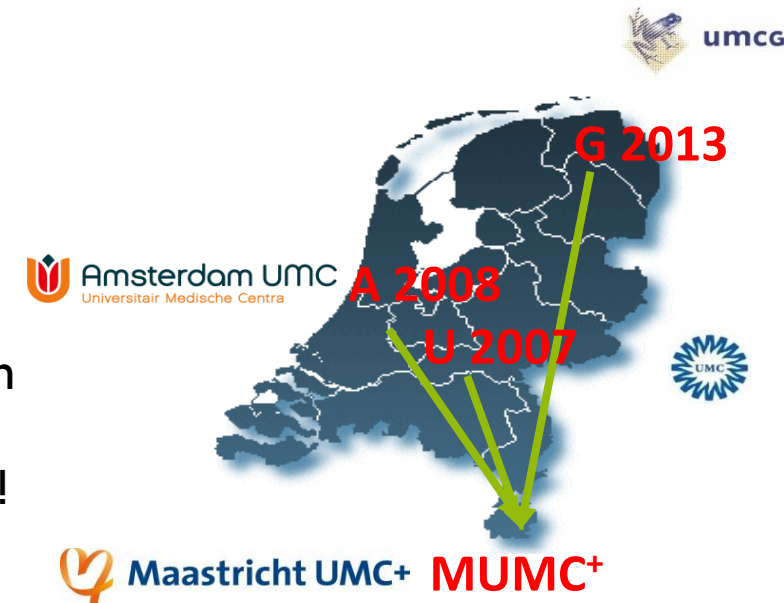 umcG
G 2013
Amsterdam UMC
Universitair Medische Centra
A 2008
U 2007
UMC
n
!
Maastricht UMC+
MUMC+